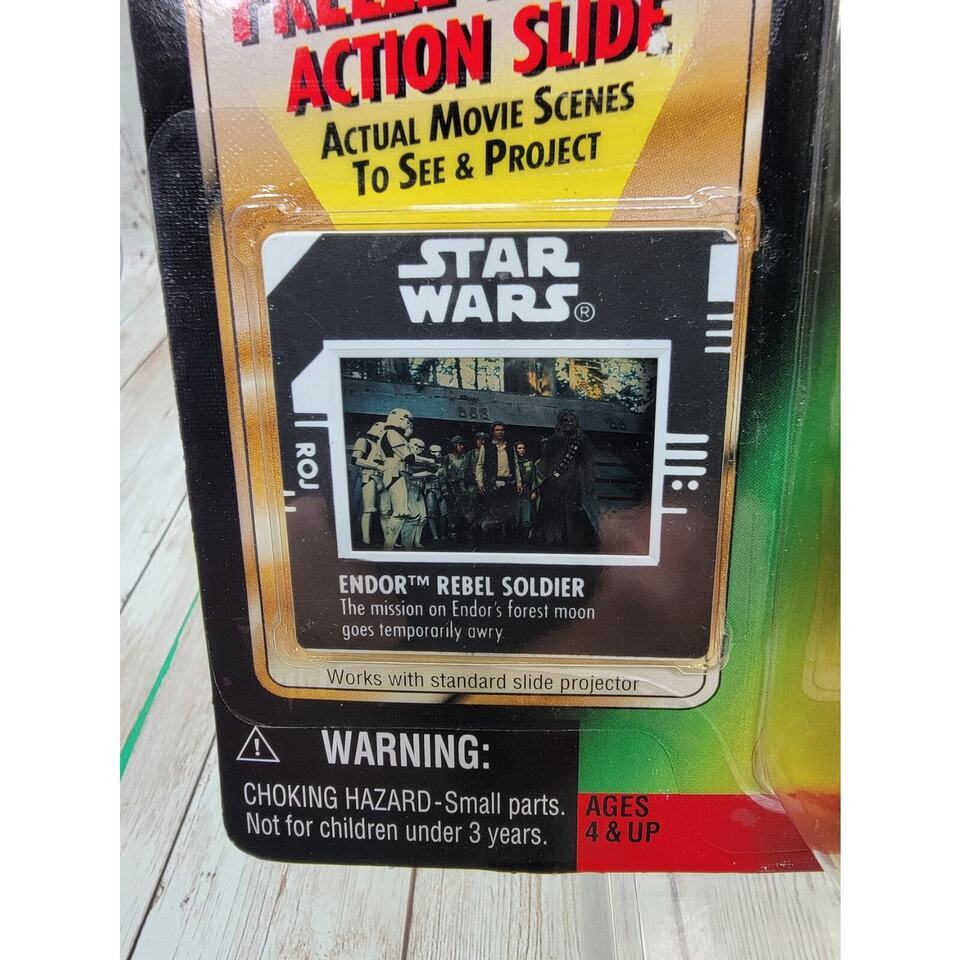 ACTION SLIDE
ACTUAL MOVIE SCENES
TO SEE & PROJECT
STAR
WARS®
ROJ
ENDOR™ REBEL SOLDIER
The mission on Endor's forest moon
goes temporarily awry.
Works with standard slide projector
WARNING:
CHOKING HAZARD-Small parts.
Not for children under 3 years.
AGES
4 & UP